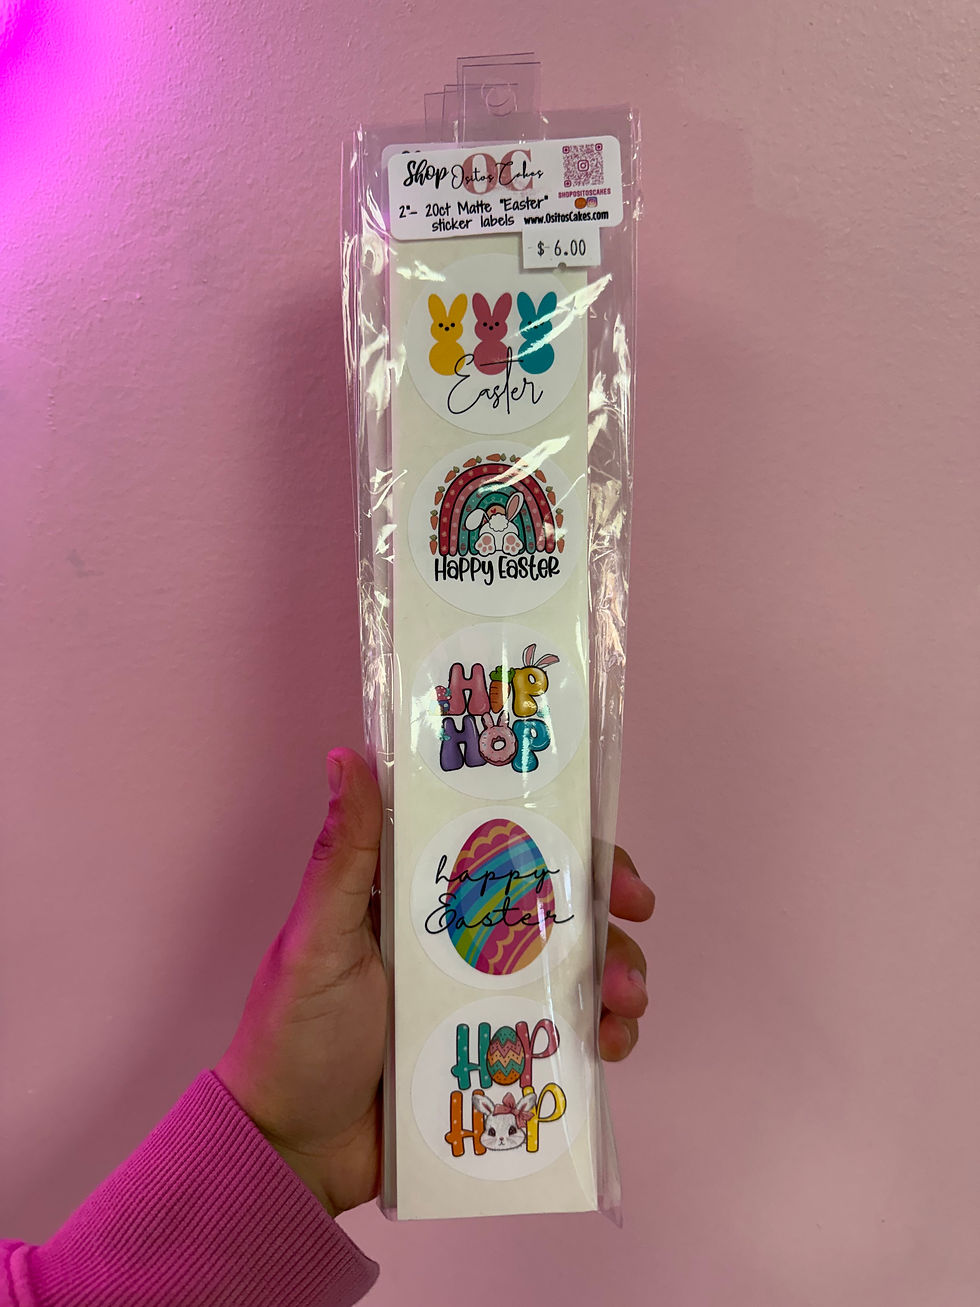 Shop Ositos Cakes
OC
SHOPOSITOSCAKES
2"- 20ct Matte "Easter"
sticker labels www.OsitosCakes.com
$ 6.00
Easter
HAPPY EASTER
HIP
HOP
happy
Easter
HOP
HOP